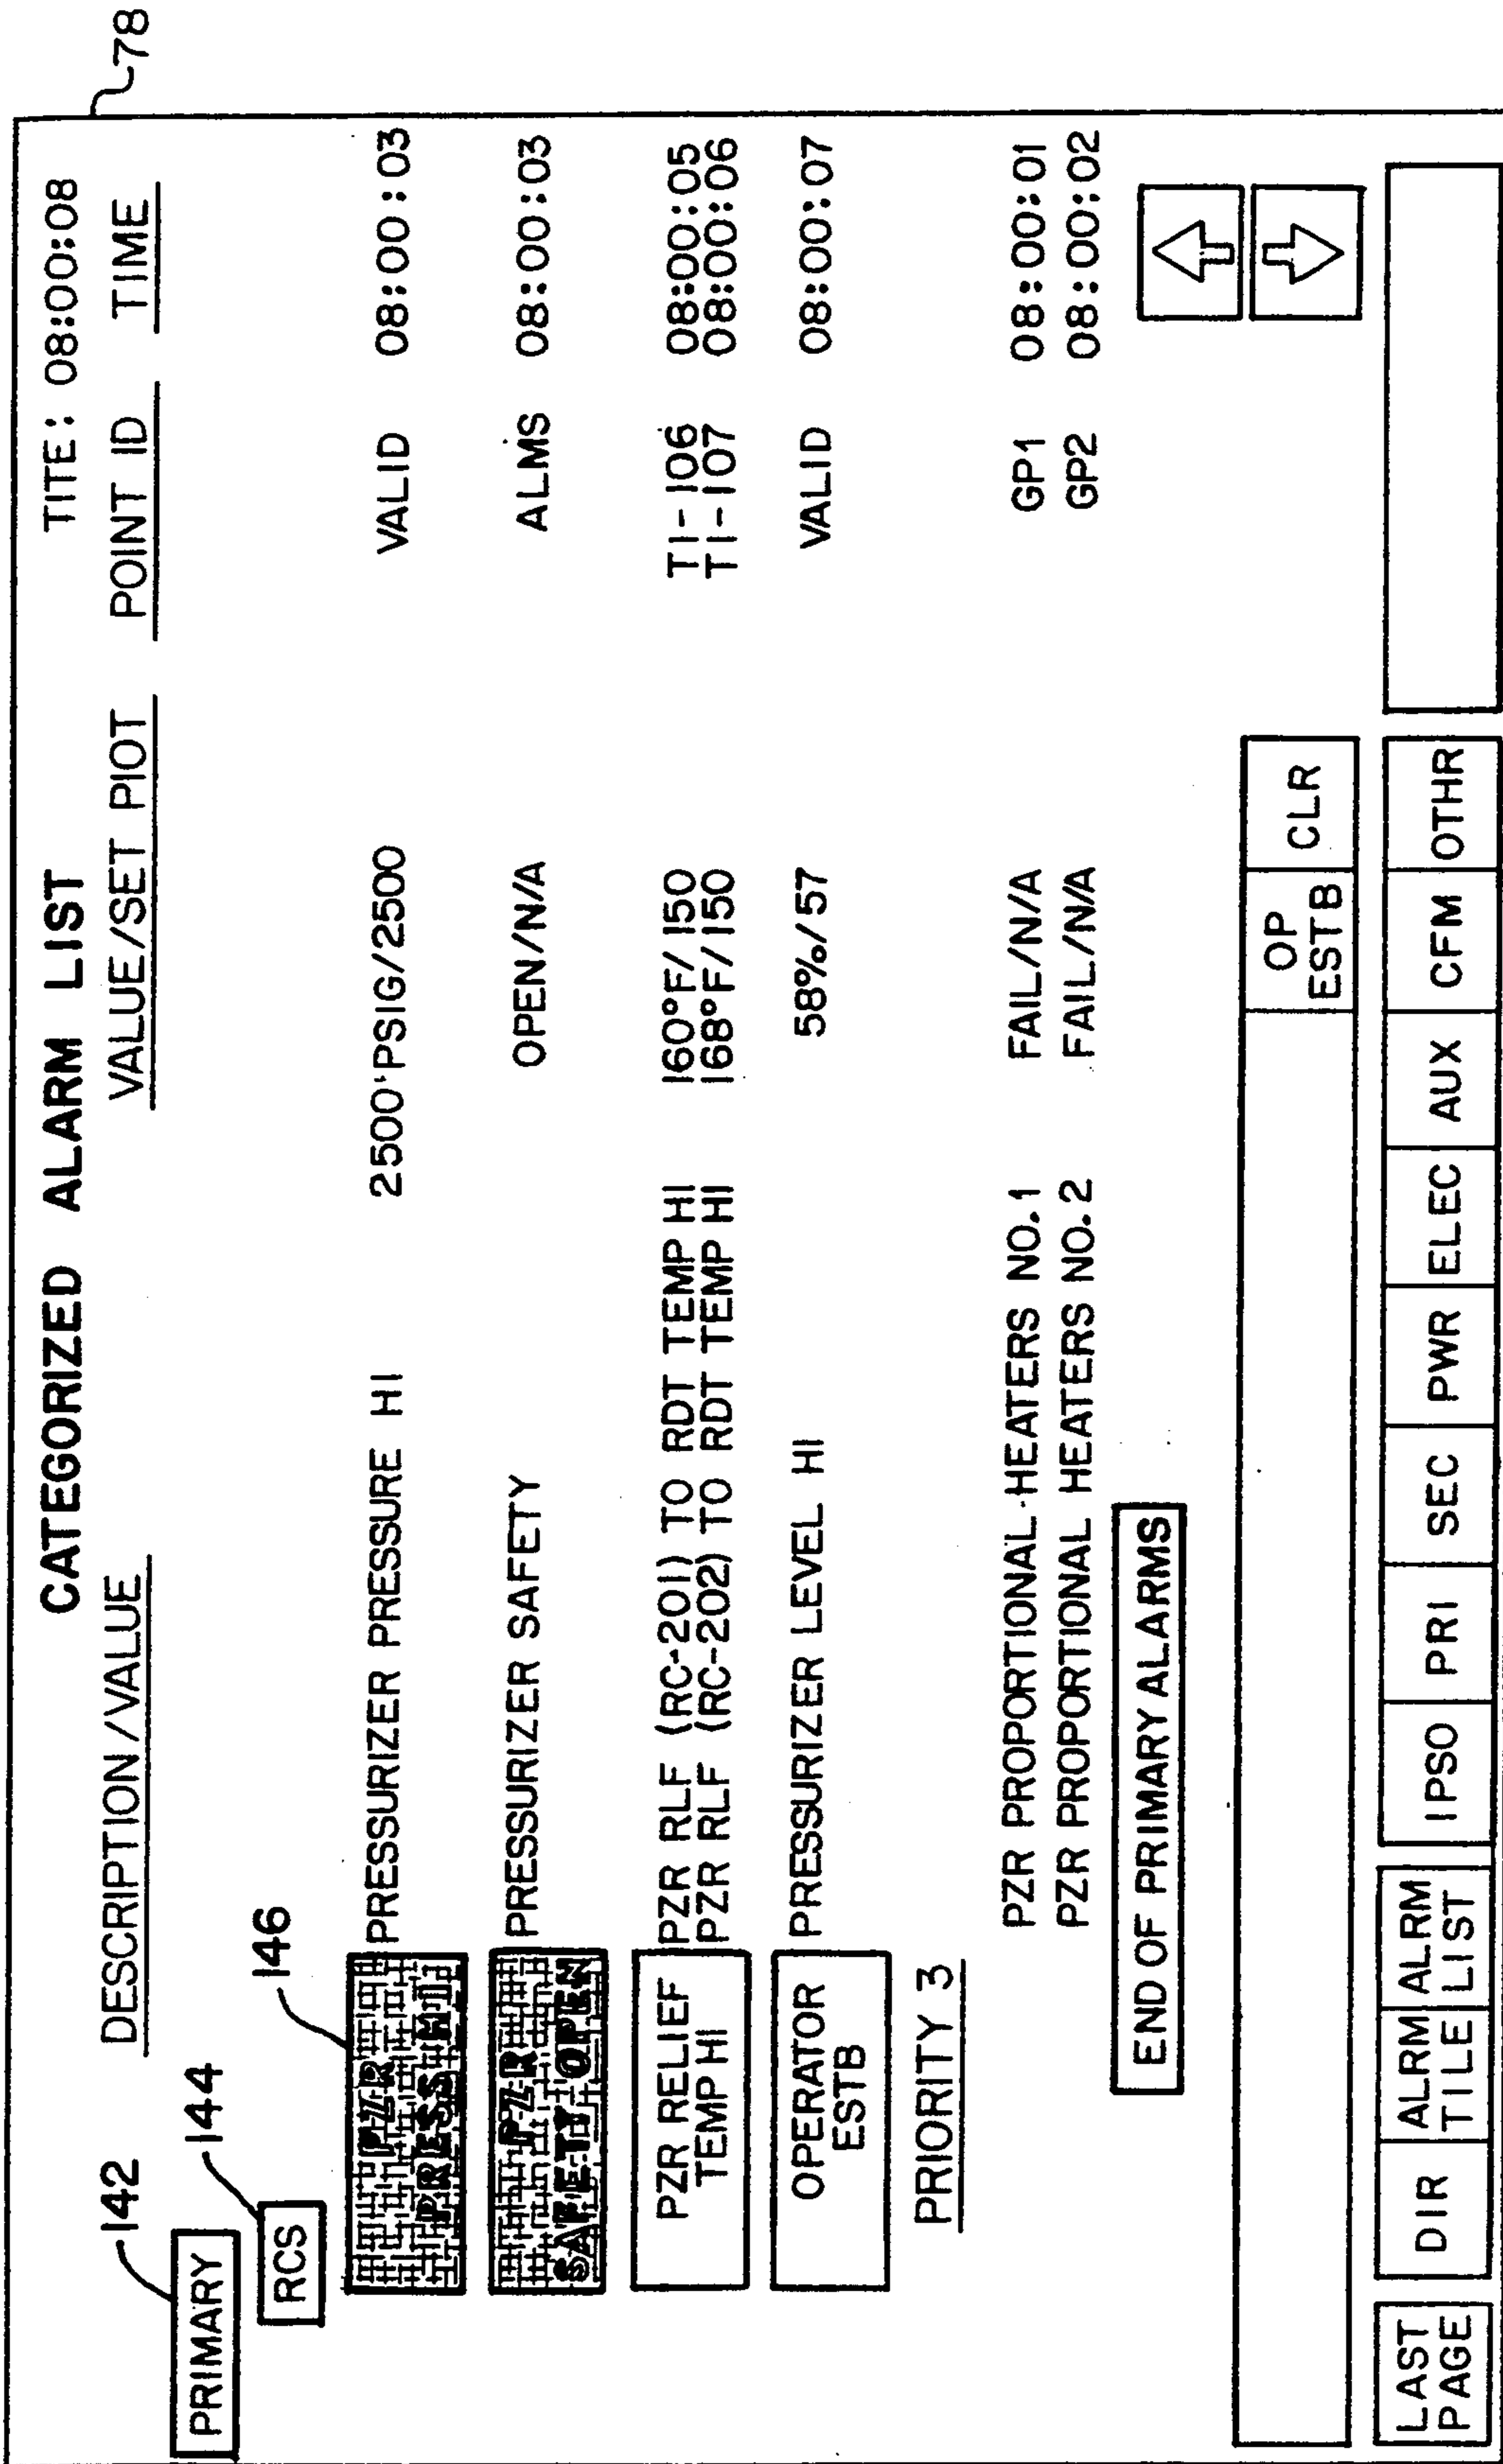 78
CATEGORIZED ALARM LIST
TITE: 08:00:08
DESCRIPTION/VALUE VALUE/SET PIOT POINT ID TIME
142
PRIMARY
144
RCS
146
PZR PRESS HI PRESSURIZER PRESSURE HI 2500'PSIG/2500 VALID 08:00:03
PZR SAFETY OPEN PRESSURIZER SAFETY OPEN/N/A ALMS 08:00:03
PZR RELIEF TEMP HI PZR RLF (RC-201) TO RDT TEMP HI 160°F/150 TI-106 08:00:05
PZR RLF (RC-202) TO RDT TEMP HI 168°F/150 TI-107 08:00:06
OPERATOR ESTB PRESSURIZER LEVEL HI 58%/57 VALID 08:00:07
PRIORITY 3
PZR PROPORTIONAL HEATERS NO.1 FAIL/N/A GP1 08:00:01
PZR PROPORTIONAL HEATERS NO.2 FAIL/N/A GP2 08:00:02
END OF PRIMARY ALARMS
OP ESTB CLR
LAST PAGE DIR ALRM TILE ALRM LIST IPSO PRI SEC PWR ELEC AUX CFM OTHR